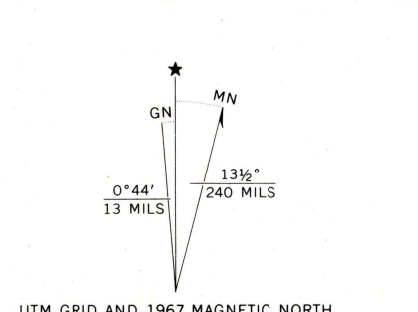 MN
GN
13½°
240 MILS
0°44′
13 MILS
UTM GRID AND 1967 MAGNETIC NORTH